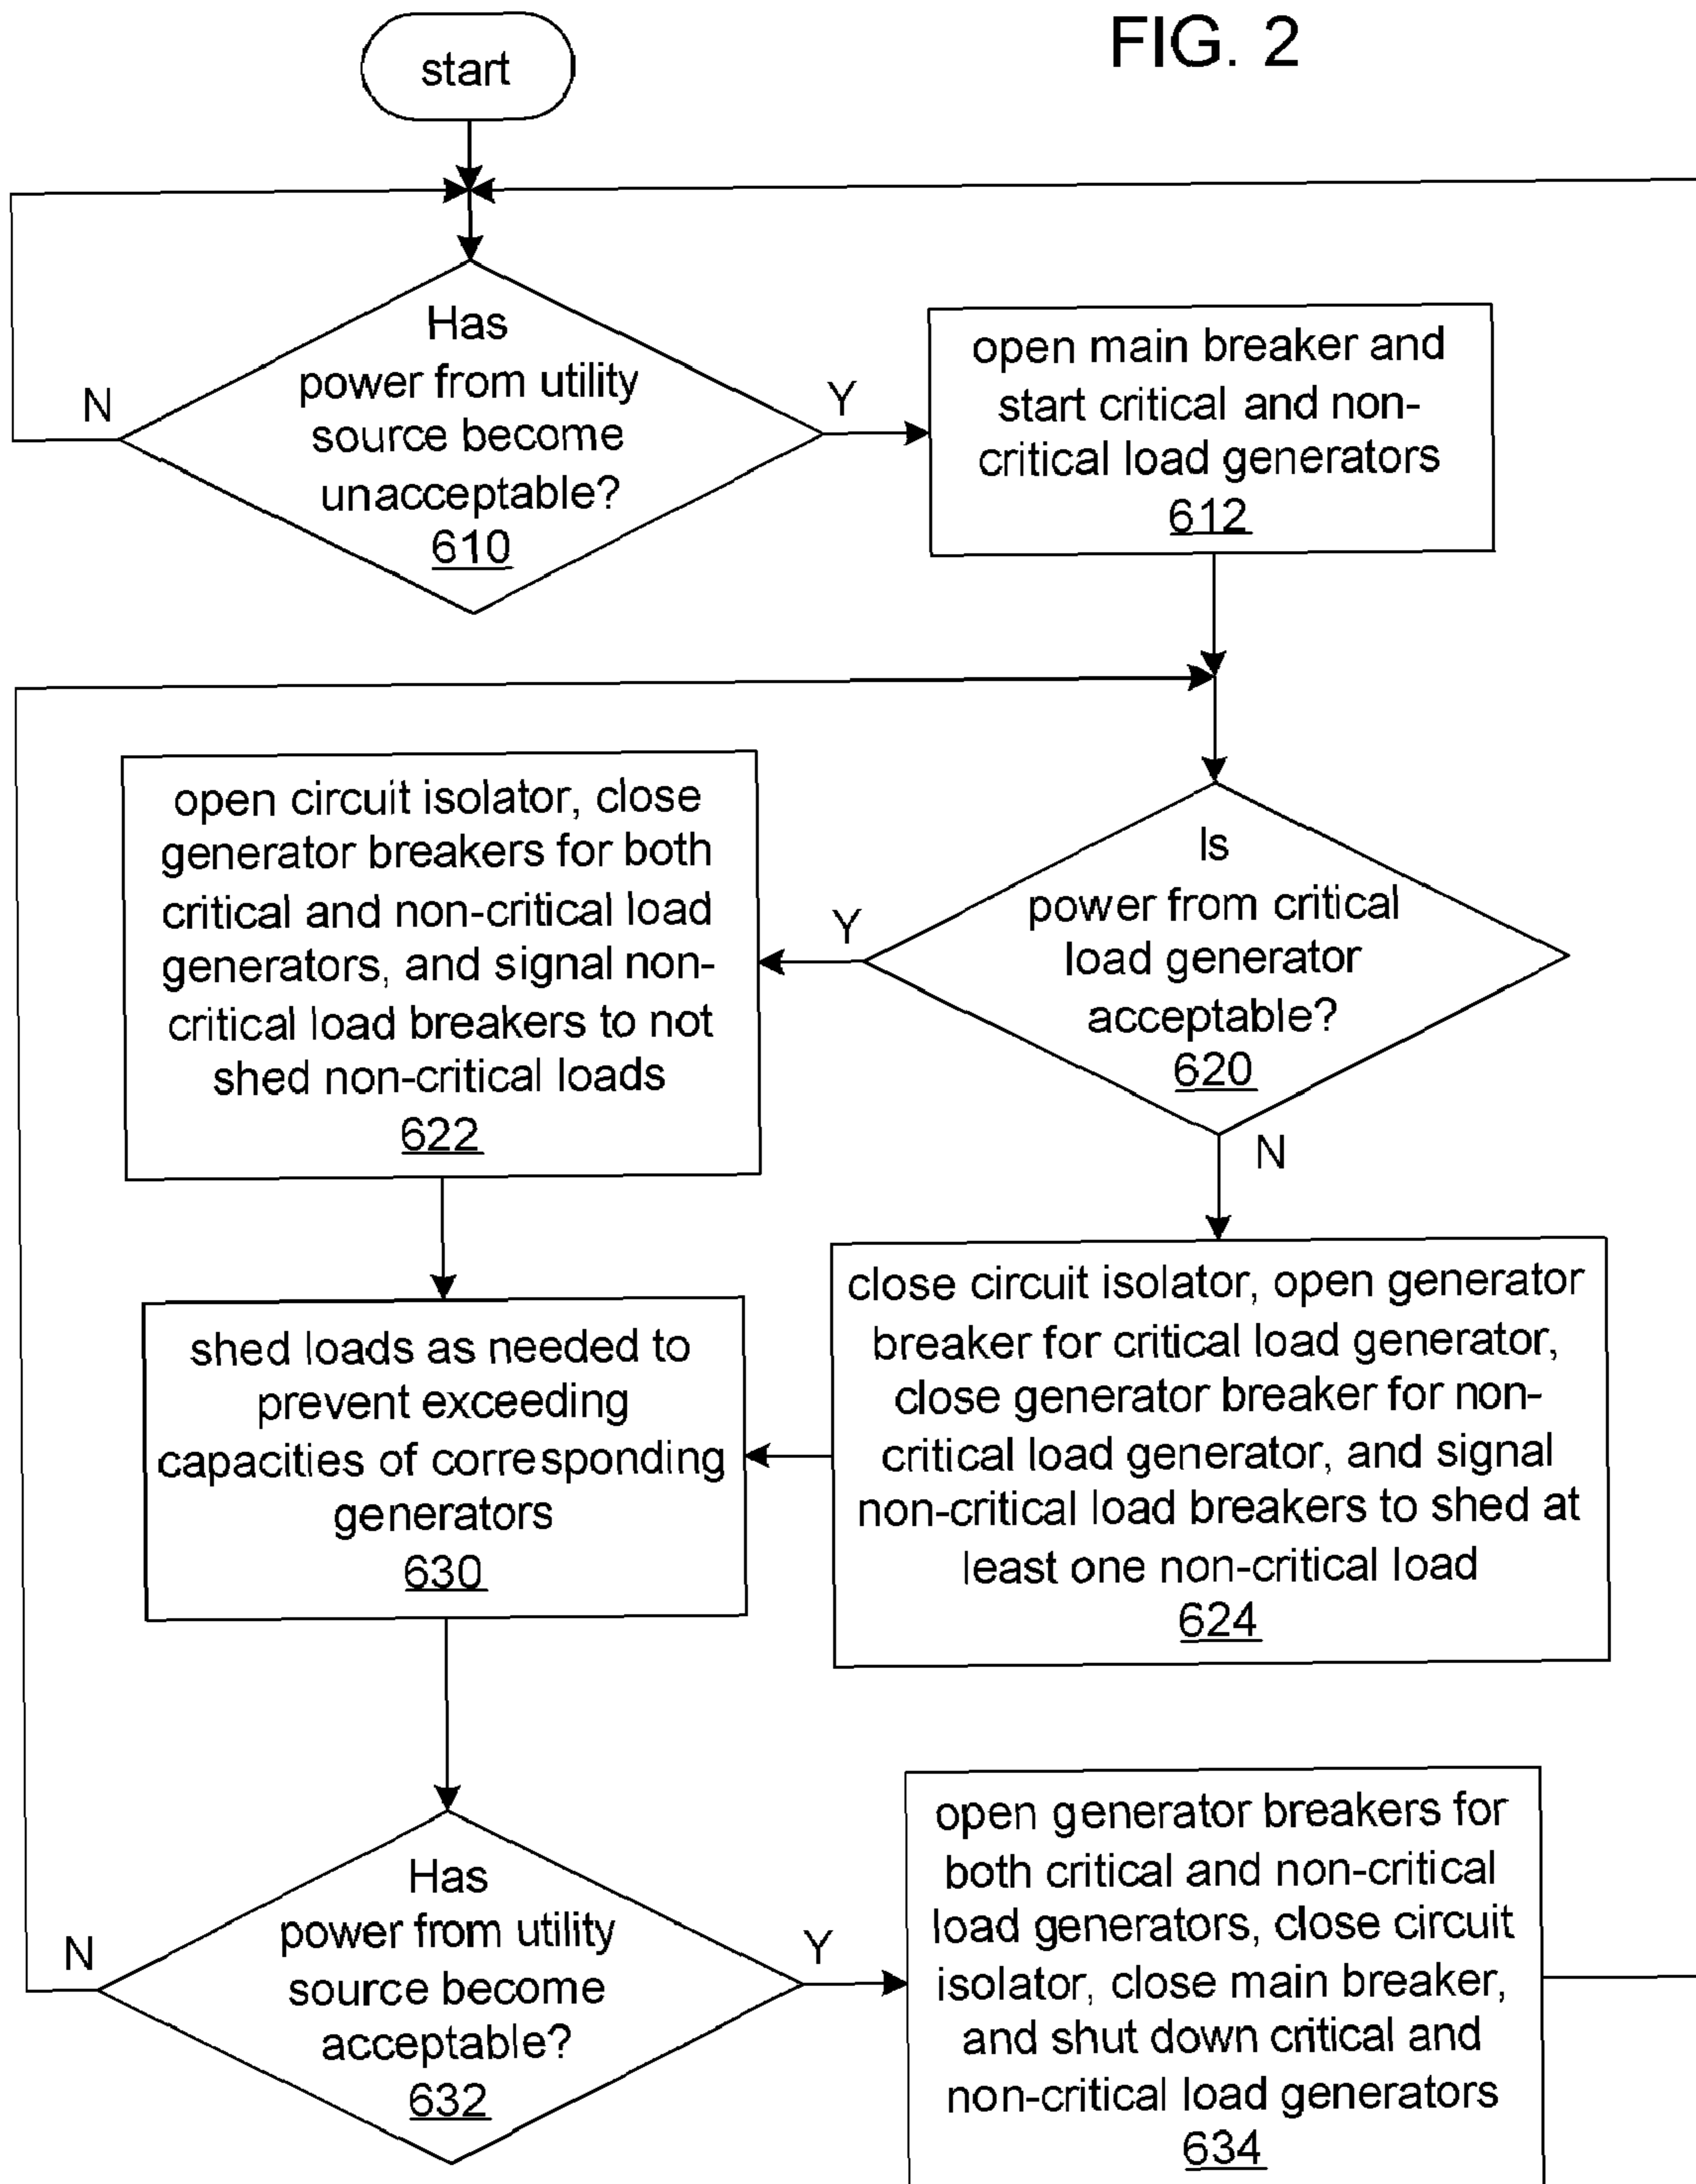 FIG. 2
start
Has
power from utility
source become
unacceptable?
610
N
Y
open main breaker and
start critical and non-
critical load generators
612
Is
power from critical
load generator
acceptable?
620
Y
N
open circuit isolator, close
generator breakers for both
critical and non-critical load
generators, and signal non-
critical load breakers to not
shed non-critical loads
622
close circuit isolator, open generator
breaker for critical load generator,
close generator breaker for non-
critical load generator, and signal
non-critical load breakers to shed at
least one non-critical load
624
shed loads as needed to
prevent exceeding
capacities of corresponding
generators
630
Has
power from utility
source become
acceptable?
632
N
Y
open generator breakers for
both critical and non-critical
load generators, close circuit
isolator, close main breaker,
and shut down critical and
non-critical load generators
634